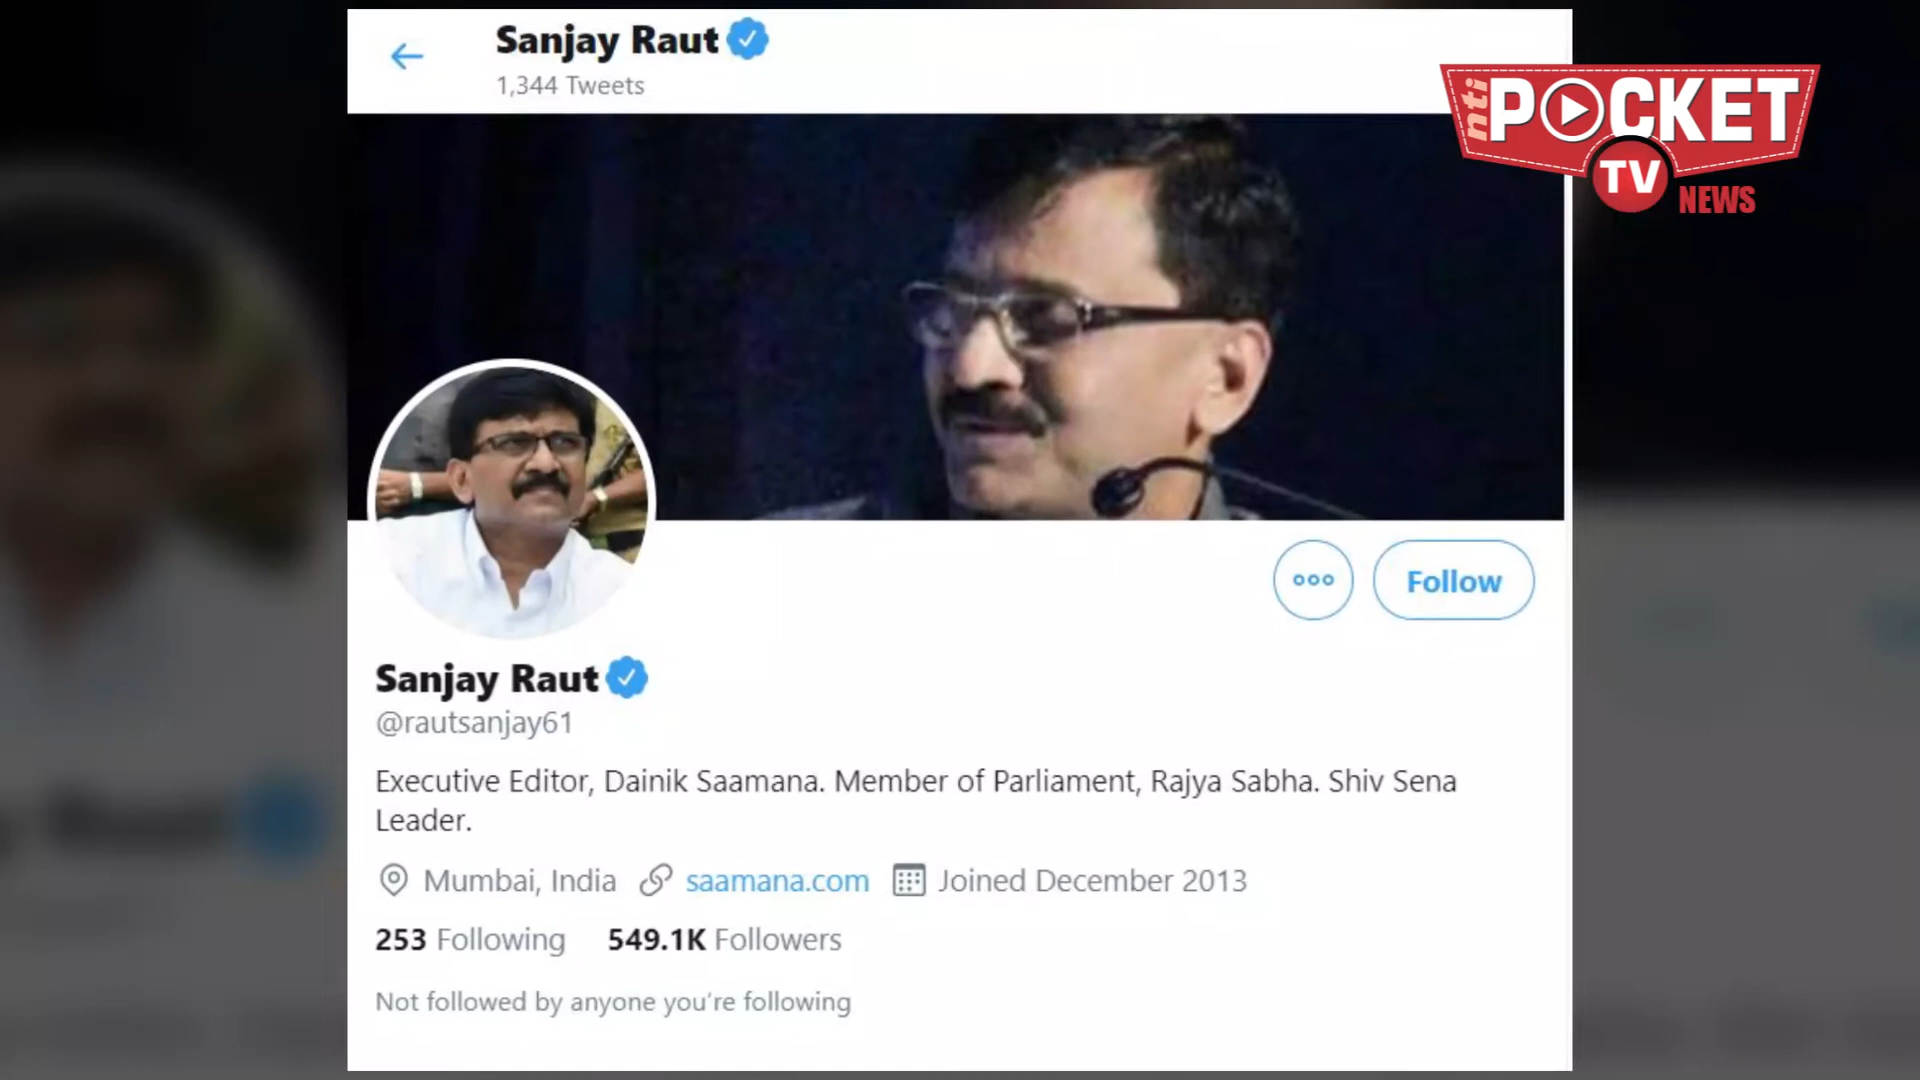 Sanjay Raut
1,344 Tweets
nti
POCKET
TV
NEWS
Follow
Sanjay Raut
@rautsanjay61
Executive Editor, Dainik Saamana. Member of Parliament, Rajya Sabha. Shiv Sena
Leader.
Mumbai, India saamana.com Joined December 2013
253 Following 549.1K Followers
Not followed by anyone you're following